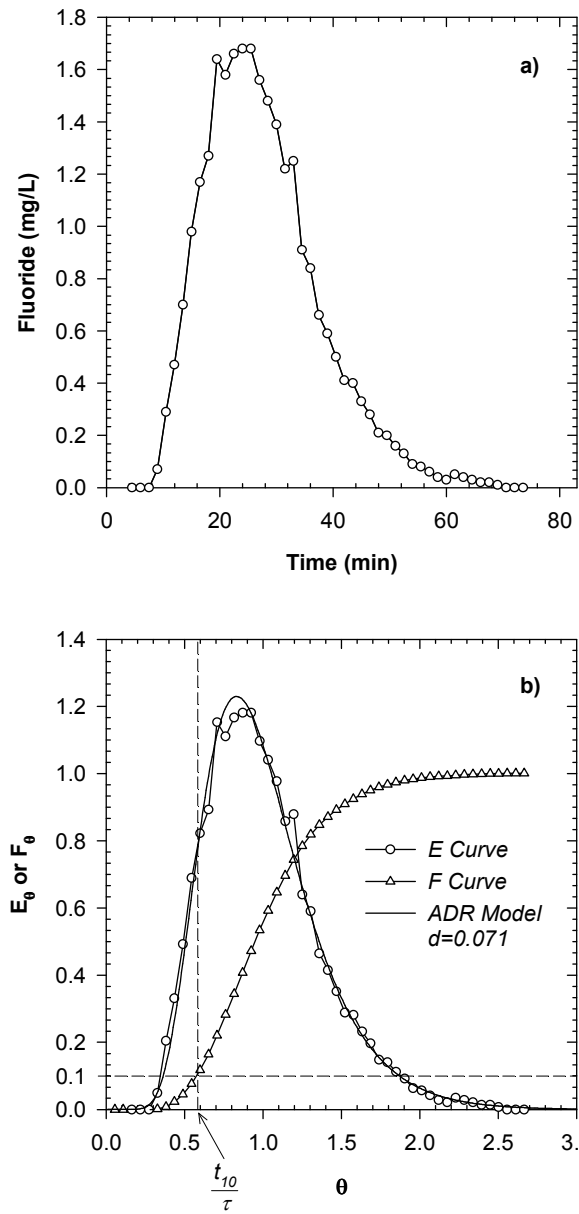 1.8
a)
1.6
1.4
1.2
1.0
0.8
0.6
0.4
0.2
0.0
Fluoride (mg/L)
0 20 40 60 80
Time (min)
1.4
b)
1.2
1.0
0.8
0.6
0.4
0.2
0.1
0.0
E_θ or F_θ
E Curve
F Curve
ADR Model
d=0.071
0.0 0.5 1.0 1.5 2.0 2.5 3.
t_10
τ
θ